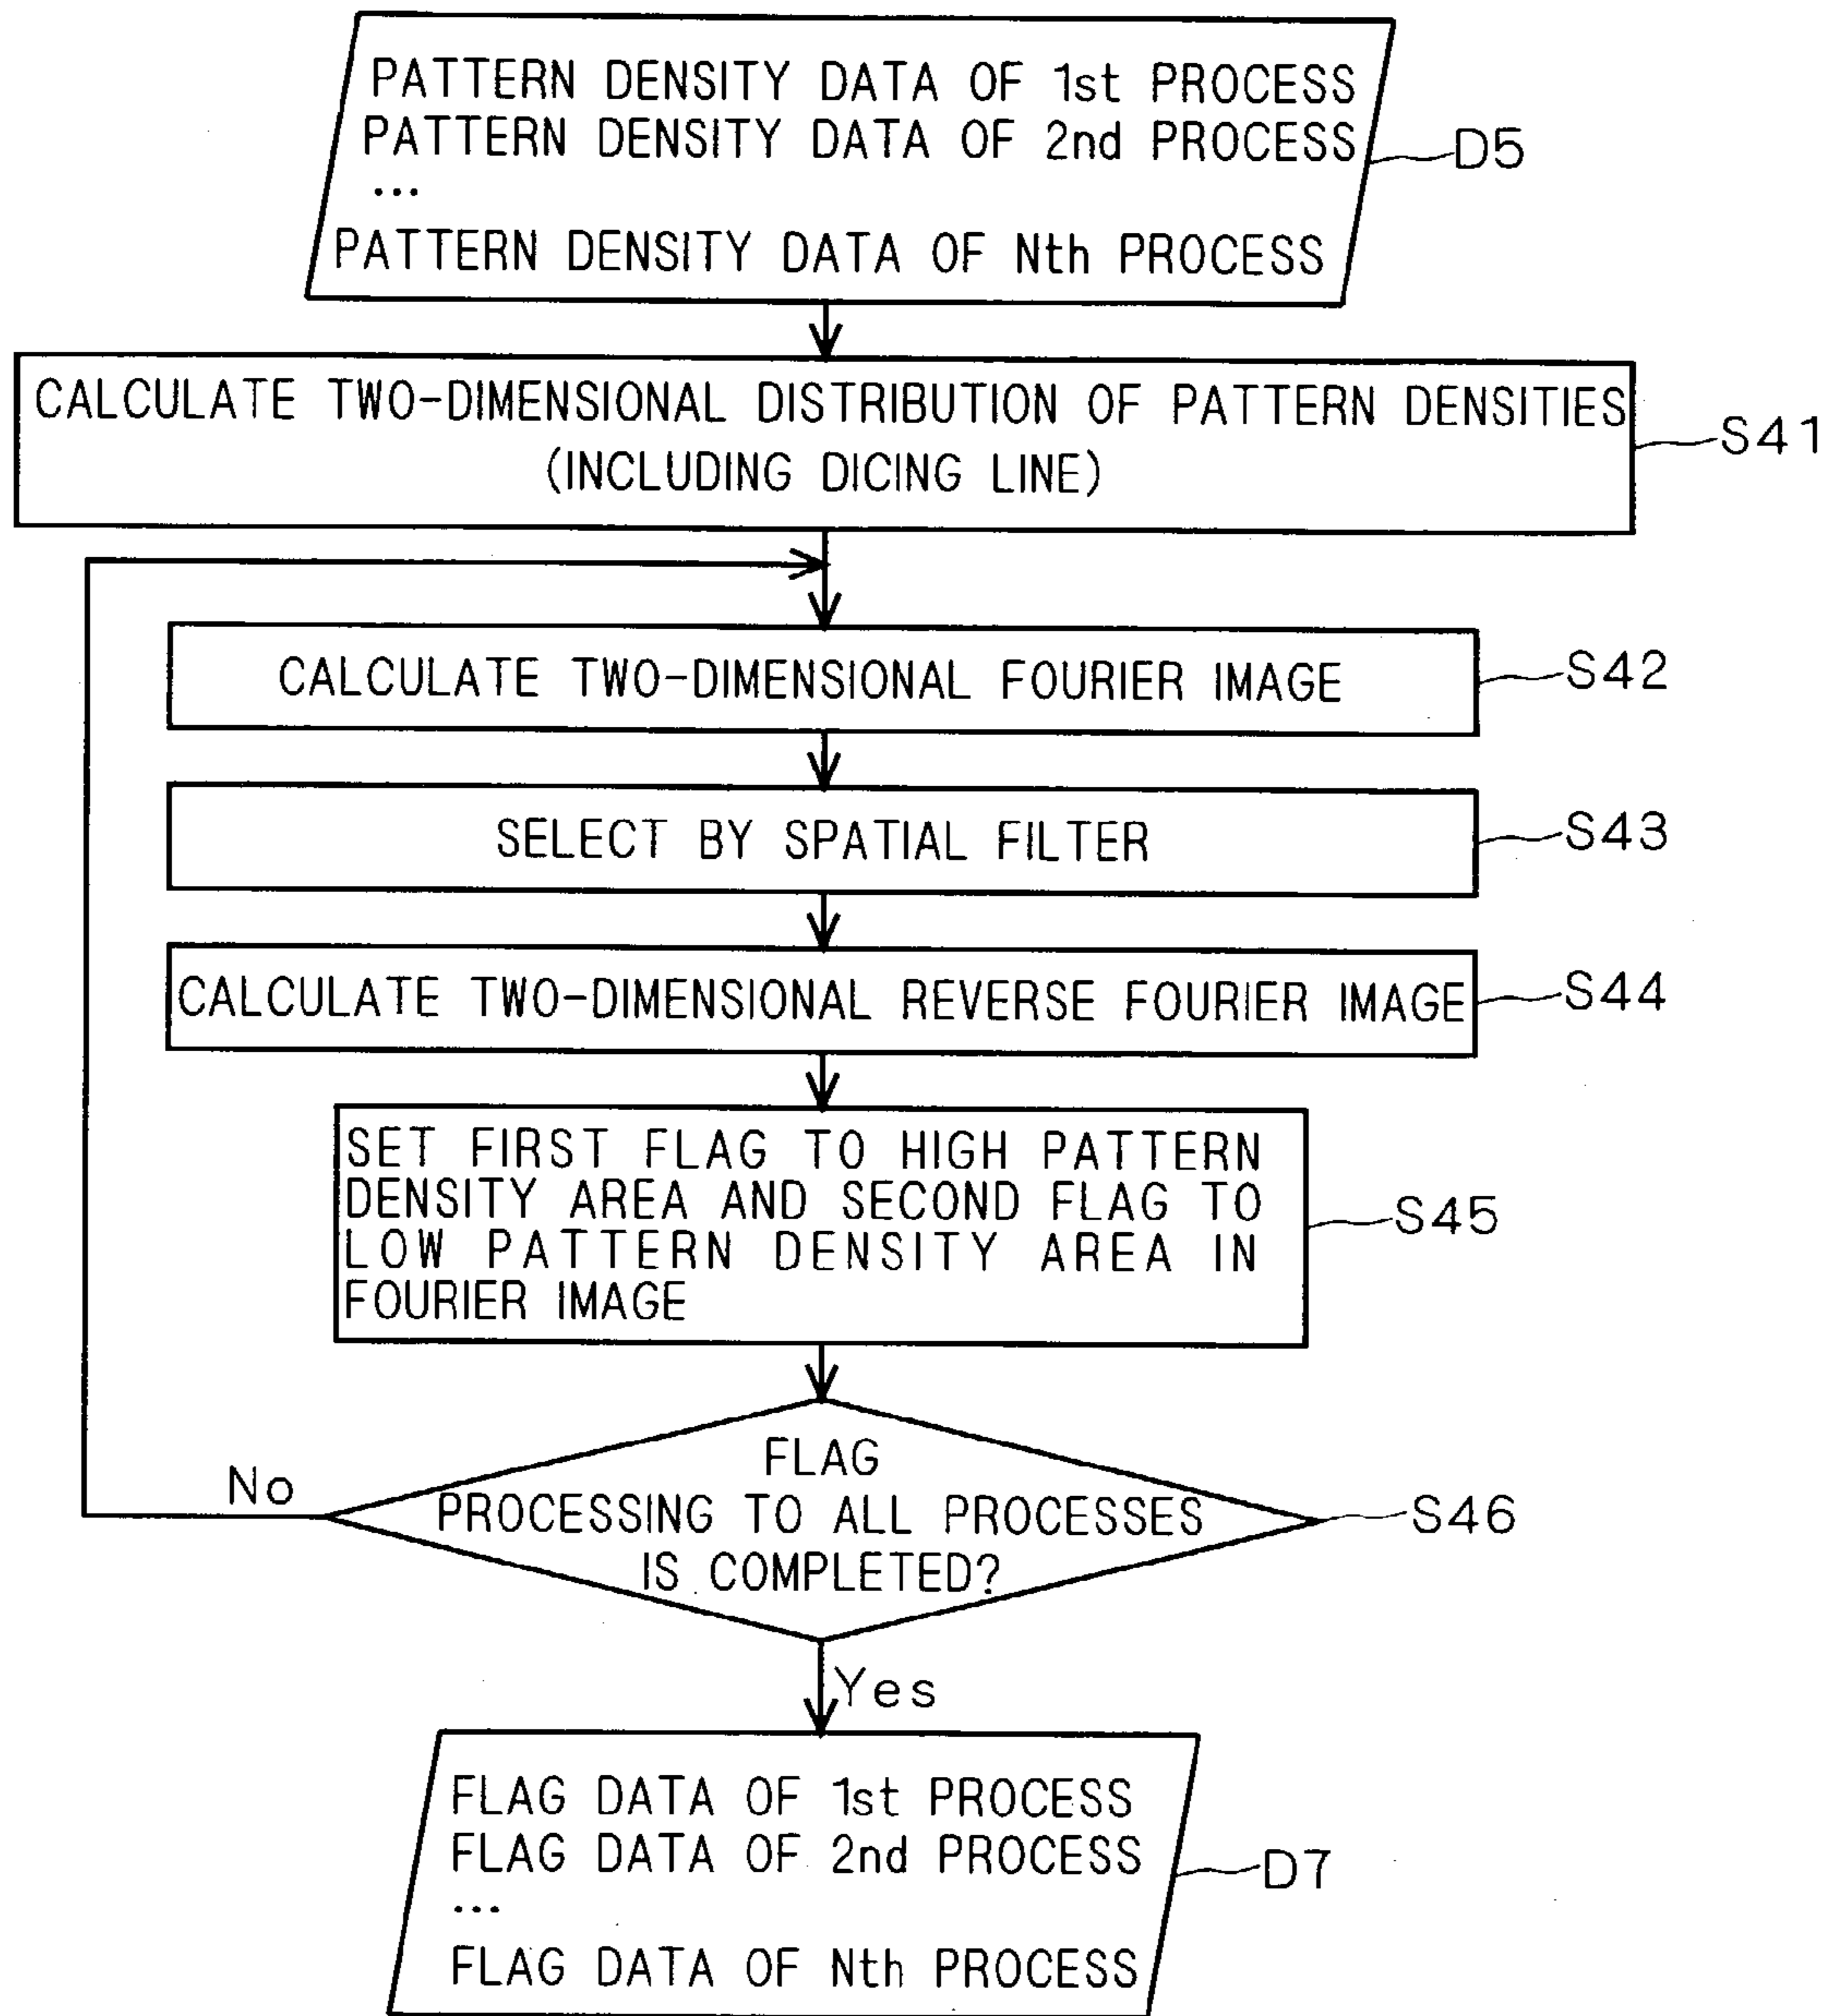 PATTERN DENSITY DATA OF 1st PROCESS
PATTERN DENSITY DATA OF 2nd PROCESS
...
PATTERN DENSITY DATA OF Nth PROCESS
D5
CALCULATE TWO-DIMENSIONAL DISTRIBUTION OF PATTERN DENSITIES
(INCLUDING DICING LINE)
S41
CALCULATE TWO-DIMENSIONAL FOURIER IMAGE
S42
SELECT BY SPATIAL FILTER
S43
CALCULATE TWO-DIMENSIONAL REVERSE FOURIER IMAGE
S44
SET FIRST FLAG TO HIGH PATTERN
DENSITY AREA AND SECOND FLAG TO
LOW PATTERN DENSITY AREA IN
FOURIER IMAGE
S45
FLAG
PROCESSING TO ALL PROCESSES
IS COMPLETED?
S46
No
Yes
FLAG DATA OF 1st PROCESS
FLAG DATA OF 2nd PROCESS
...
FLAG DATA OF Nth PROCESS
D7